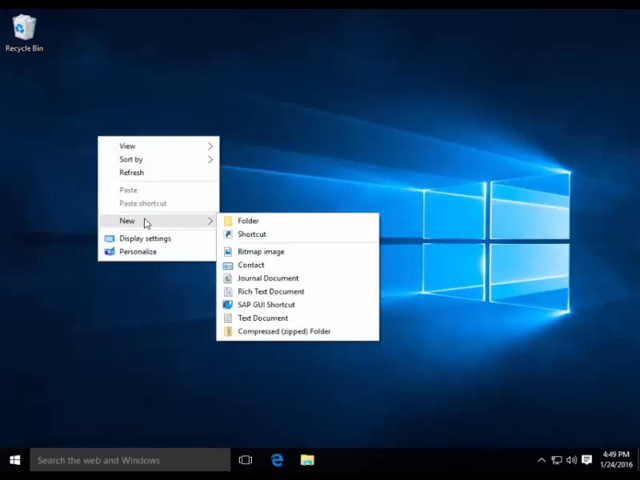 Recycle Bin
View
Sort by
Refresh
Paste
Paste shortcut
New
Display settings
Personalize
Folder
Shortcut
Bitmap image
Contact
Journal Document
Rich Text Document
SAP GUI Shortcut
Text Document
Compressed (zipped) Folder
Search the web and Windows
4:49 PM
1/24/2016